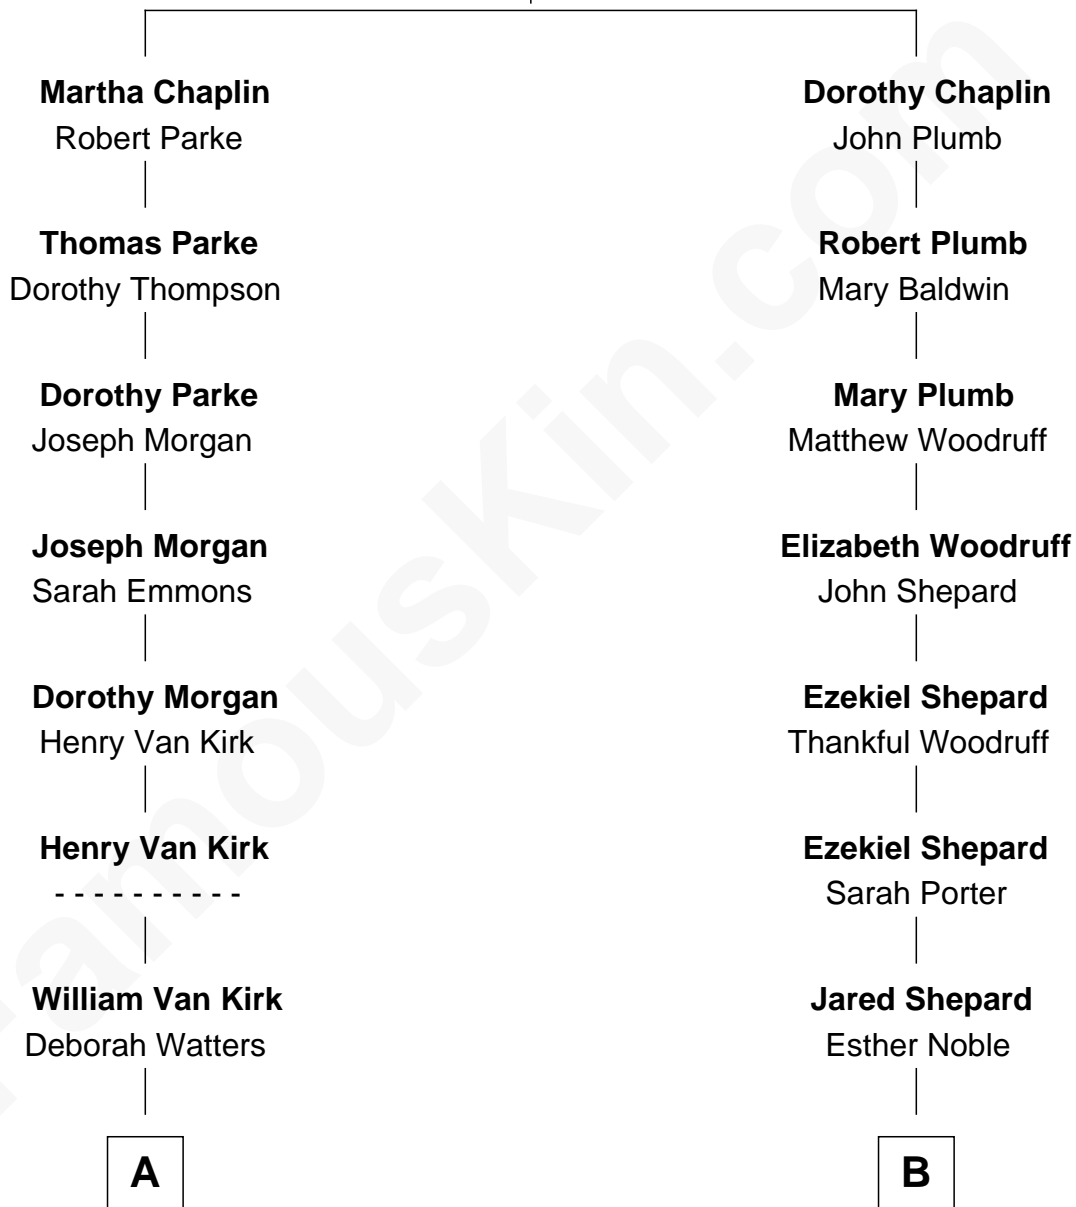 Martha Chaplin
Robert Parke
Thomas Parke
Dorothy Thompson
Dorothy Parke
Joseph Morgan
Joseph Morgan
Sarah Emmons
Dorothy Morgan
Henry Van Kirk
Henry Van Kirk
- - - - - - - - - -
William Van Kirk
Deborah Watters
A
Dorothy Chaplin
John Plumb
Robert Plumb
Mary Baldwin
Mary Plumb
Matthew Woodruff
Elizabeth Woodruff
John Shepard
Ezekiel Shepard
Thankful Woodruff
Ezekiel Shepard
Sarah Porter
Jared Shepard
Esther Noble
B
FamousKin.com